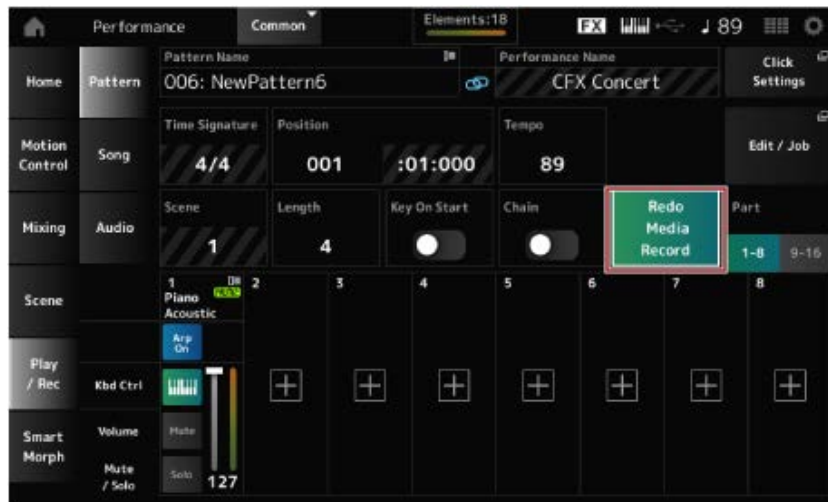 Performance Common Elements:18 FX ♩ 89
Pattern Name Performance Name
Home Pattern 006: NewPattern6 CFX Concert Click Settings
Time Signature Position Tempo
Motion Control Song 4/4 001 :01:000 89 Edit / Job
Scene Length Key On Start Chain Redo Media Record Part
Mixing Audio 1 4 1-8 9-16
Scene 1 2 3 4 5 6 7 8
Piano
Acoustic
Arp On
Play / Rec Kbd Ctrl
Smart Morph Volume Mute
Mute / Solo Solo 127